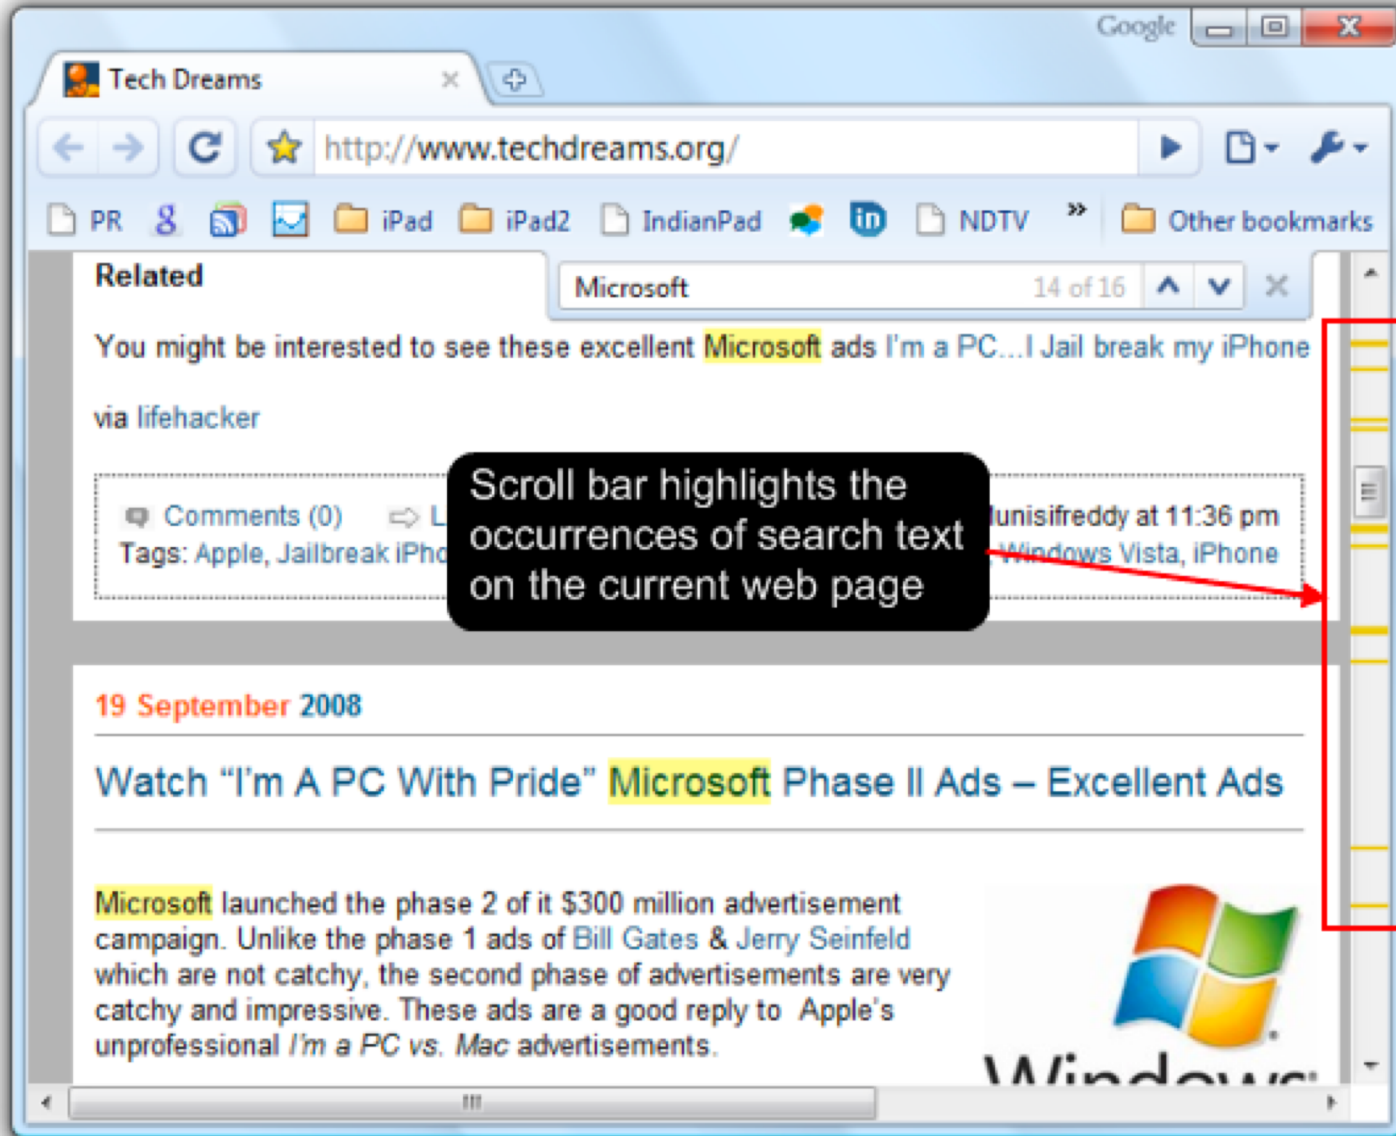 Google
Tech Dreams
http://www.techdreams.org/
PR iPad iPad2 IndianPad in NDTV » Other bookmarks
Related
Microsoft 14 of 16
You might be interested to see these excellent Microsoft ads I'm a PC...I Jail break my iPhone
via lifehacker
Scroll bar highlights the
occurrences of search text
on the current web page
Comments (0) L at 11:36 pm
Tags: Apple, Jailbreak , Windows Vista, iPhone
19 September 2008
Watch “I'm A PC With Pride” Microsoft Phase II Ads – Excellent Ads
Microsoft launched the phase 2 of it $300 million advertisement
campaign. Unlike the phase 1 ads of Bill Gates & Jerry Seinfeld
which are not catchy, the second phase of advertisements are very
catchy and impressive. These ads are a good reply to Apple's
unprofessional I'm a PC vs. Mac advertisements.
Windows